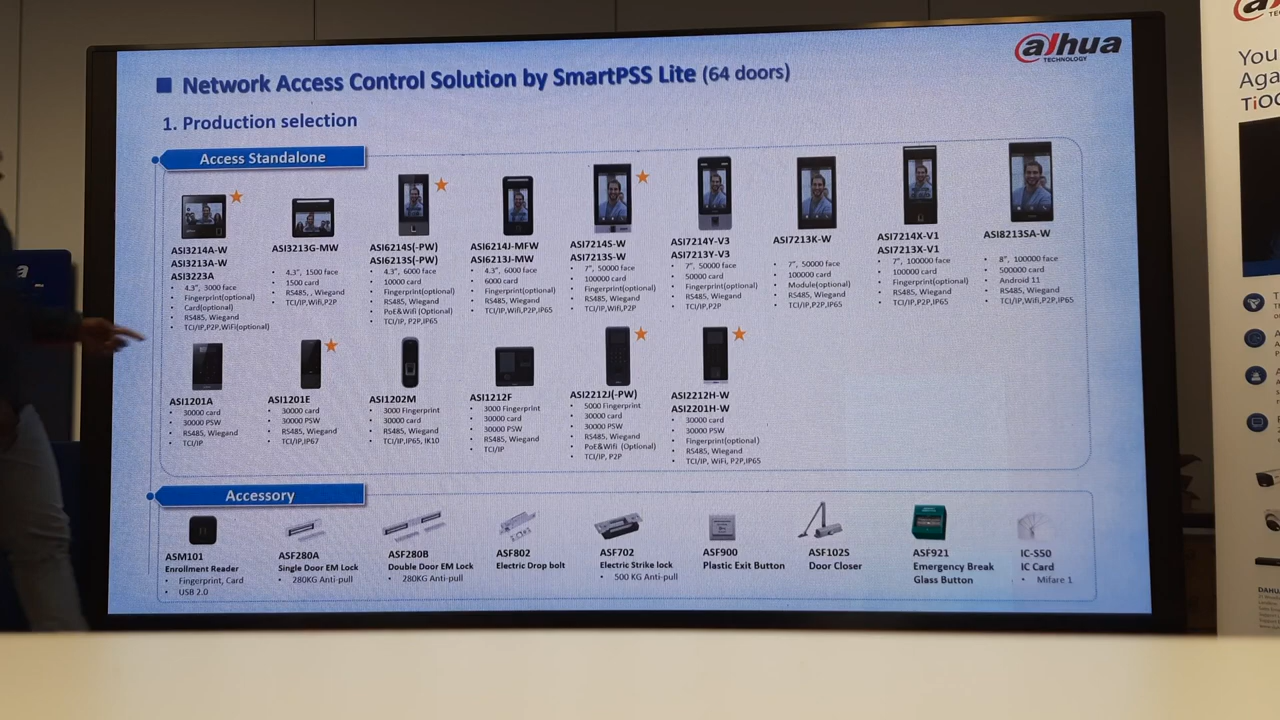 alhua
TECHNOLOGY
Network Access Control Solution by SmartPSS Lite (64 doors)
1. Production selection
Access Standalone
ASI3214A-W
ASI3213A-W
ASI3223A
• 4.3", 3000 face
• Fingerprint(optional)
• Card(optional)
• RS485, Wiegand
• TCI/IP,P2P,WiFi(optional)
ASI3213G-MW
• 4.3", 1500 face
• 1500 card
• RS485, , Wiegand
• TCI/IP,Wifi,P2P
ASI6214S(-PW)
ASI6213S(-PW)
• 4.3", 6000 face
• 10000 card
• Fingerprint(optional)
• RS485, Wiegand
• PoE&Wifi (Optional)
• TCI/IP, P2P, IP65
ASI6214J-MFW
ASI6213J-MW
• 4.3", 6000 face
• 6000 card
• Fingerprint(optional)
• RS485, Wiegand
• TCI/IP,Wifi,P2P,IP65
ASI7214S-W
ASI7213S-W
• 7", 50000 face
• 100000 card
• Fingerprint(optional)
• RS485, Wiegand
• TCI/IP,Wifi,P2P
ASI7214Y-V3
ASI7213Y-V3
• 7", 50000 face
• 50000 card
• Fingerprint(optional)
• RS485, Wiegand
• TCI/IP, P2P
ASI7213K-W
• 7", 50000 face
• 100000 card
• Module(optional)
• RS485, Wiegand
• TCI/IP, P2P,IP65
ASI7214X-V1
ASI7213X-V1
• 7", 100000 face
• 100000 card
• Fingerprint(optional)
• RS485, Wiegand
• TCI/IP, P2P,IP65
ASI8213SA-W
• 8", 100000 face
• 500000 card
• Android 11
• RS485, Wiegand
• TCI/IP,Wifi,P2P,IP65
ASI1201A
• 30000 card
• 30000 PSW
• RS485, Wiegand
• TCI/IP
ASI1201E
• 30000 card
• 30000 PSW
• RS485, Wiegand
• TCI/IP,IP67
ASI1202M
• 3000 Fingerprint
• 30000 card
• RS485, Wiegand
• TCI/IP,IP65, IK10
ASI1212F
• 3000 Fingerprint
• 30000 card
• 30000 PSW
• RS485, Wiegand
• TCI/IP
ASI2212J(-PW)
• 5000 Fingerprint
• 30000 card
• 30000 PSW
• RS485, Wiegand
• PoE&Wifi (Optional)
• TCI/IP, P2P
ASI2212H-W
ASI2201H-W
• 30000 card
• 30000 PSW
• Fingerprint(optional)
• RS485, Wiegand
• TCI/IP, WiFi, P2P,IP65
Accessory
ASM101
Enrollment Reader
• Fingerprint, Card
• USB 2.0
ASF280A
Single Door EM Lock
• 280KG Anti-pull
ASF280B
Double Door EM Lock
• 280KG Anti-pull
ASF802
Electric Drop bolt
ASF702
Electric Strike lock
• 500 KG Anti-pull
ASF900
Plastic Exit Button
ASF102S
Door Closer
ASF921
Emergency Break
Glass Button
IC-S50
IC Card
• Mifare 1
You
Aga
TiOC
DAHU